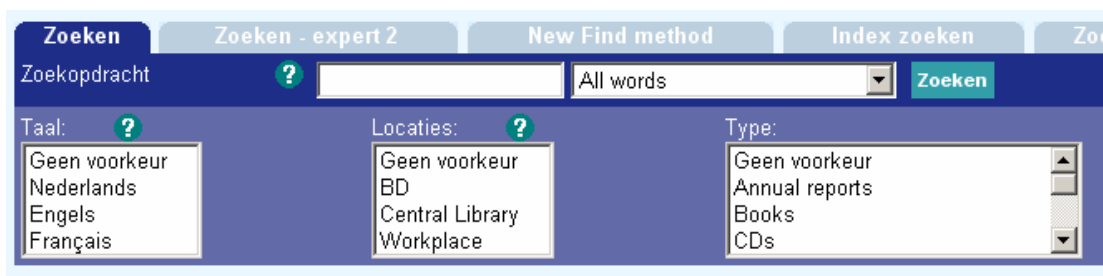 Zoeken Zoeken - expert 2 New Find method Index zoeken
Zoekopdracht ? All words Zoeken
Taal: ? Locaties: ? Type:
Geen voorkeur Geen voorkeur Geen voorkeur
Nederlands BD Annual reports
Engels Central Library Books
Français Workplace CDs